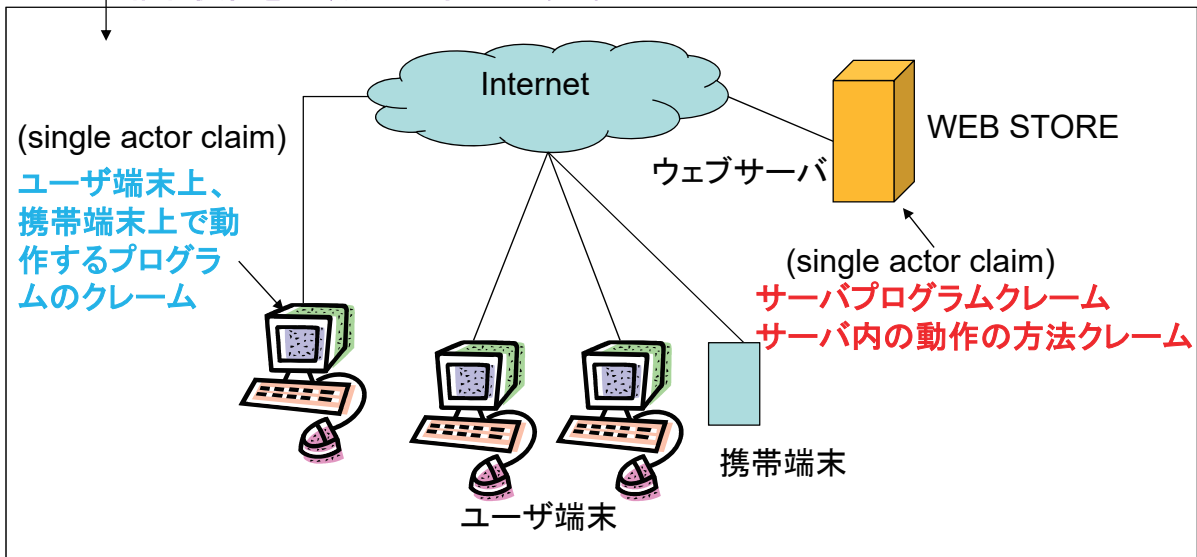 Internet
(single actor claim)
ユーザ端末上、
携帯端末上で動
作するプログラ
ムのクレーム
WEB STORE
ウェブサーバ
(single actor claim)
サーバプログラムクレーム
サーバ内の動作の方法クレーム
携帯端末
ユーザ端末